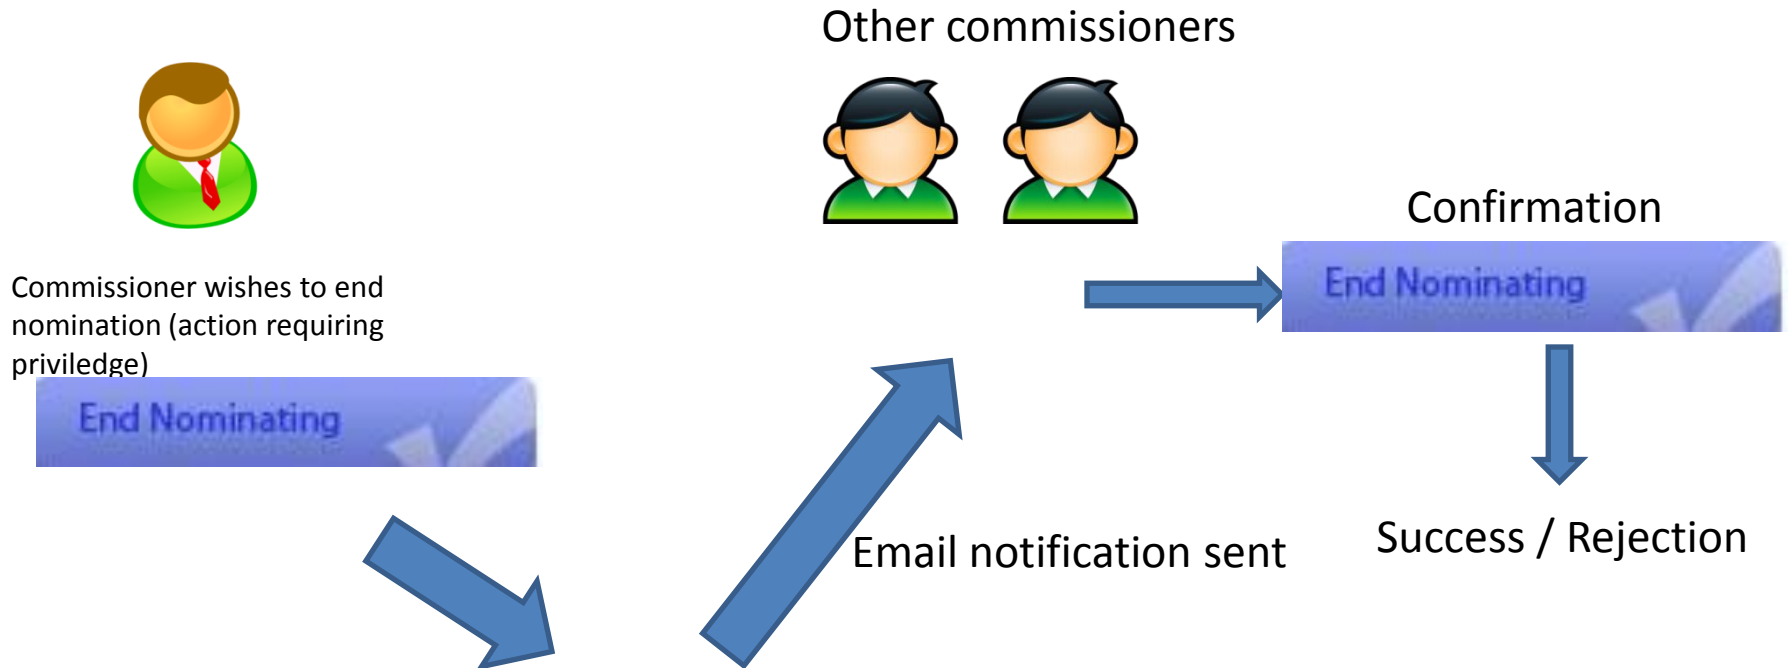 Other commissioners
Commissioner wishes to end
nomination (action requiring
priviledge)
End Nominating
Email notification sent
Confirmation
End Nominating
Success / Rejection